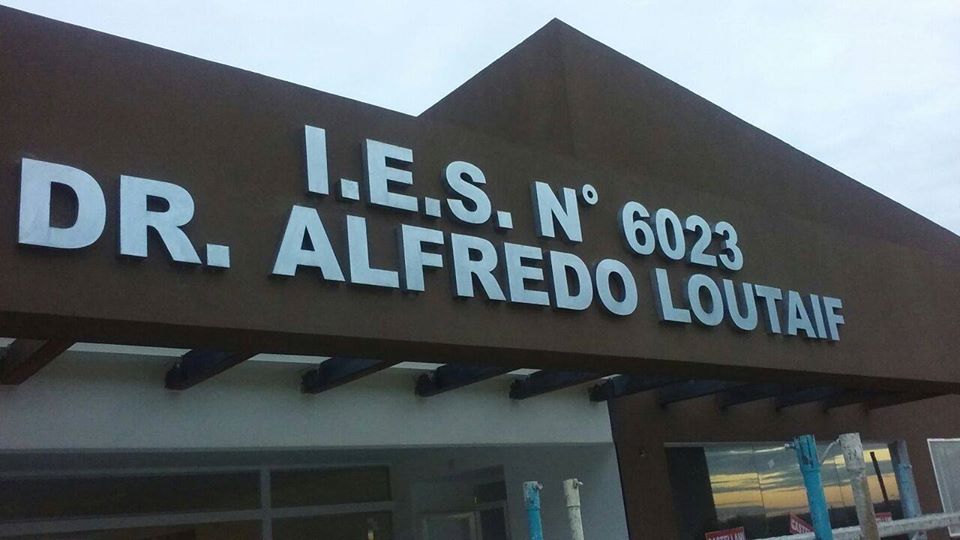 I.E.S. N° 6023
DR. ALFREDO LOUTAIF